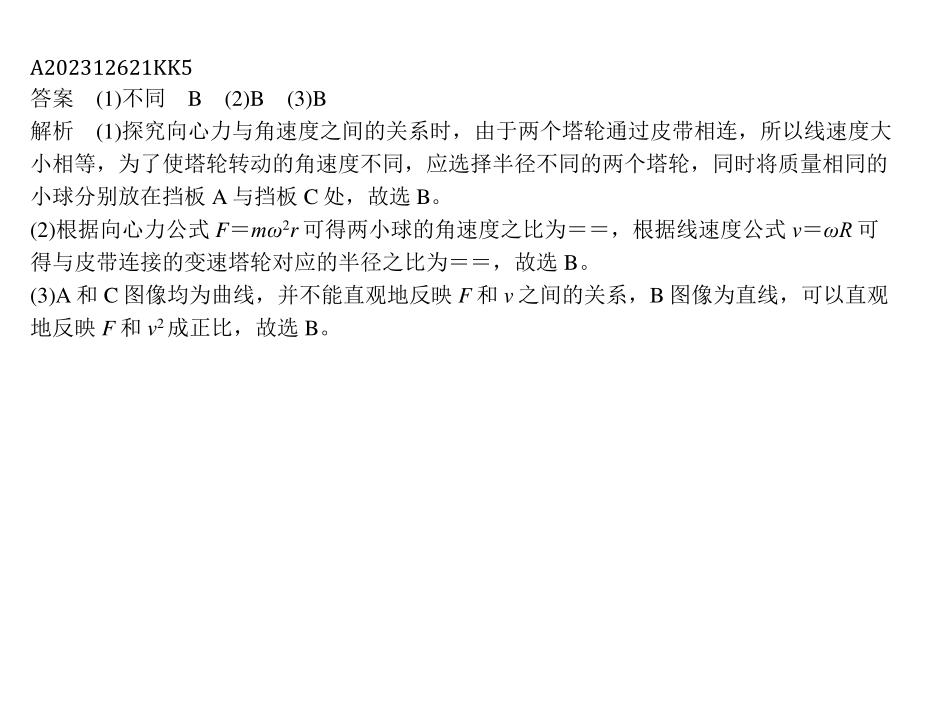 A202312621KK5
答案　(1)不同　B　(2)B　(3)B
解析　(1)探究向心力与角速度之间的关系时，由于两个塔轮通过皮带相连，所以线速度大
小相等，为了使塔轮转动的角速度不同，应选择半径不同的两个塔轮，同时将质量相同的
小球分别放在挡板 A 与挡板 C 处，故选 B。
(2)根据向心力公式 F＝mω²r 可得两小球的角速度之比为＝＝，根据线速度公式 v＝ωR 可
得与皮带连接的变速塔轮对应的半径之比为＝＝，故选 B。
(3)A 和 C 图像均为曲线，并不能直观地反映 F 和 v 之间的关系，B 图像为直线，可以直观
地反映 F 和 v² 成正比，故选 B。